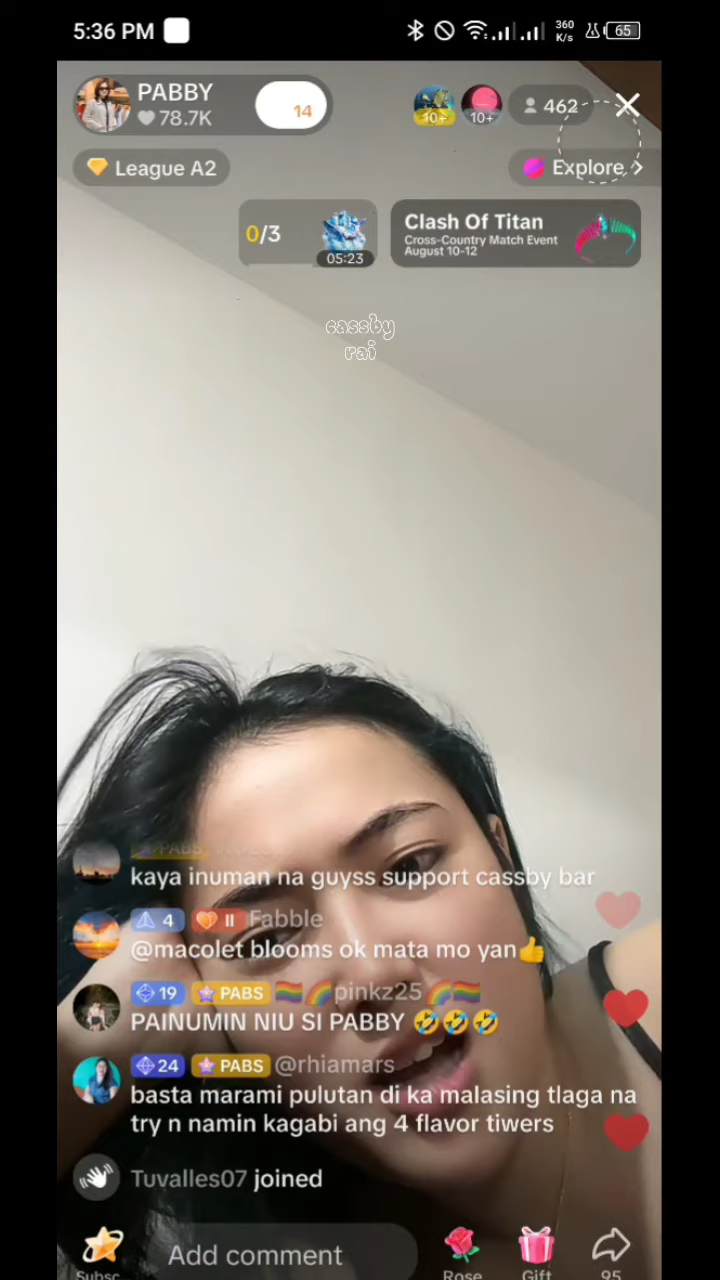 5:36 PM
360
K/s
65
PABBY
78.7K
14
10+
10+
462
League A2
Explore
0/3
05:23
Clash Of Titan
Cross-Country Match Event
August 10-12
cassby
rai
PABS
kaya inuman na guyss support cassby bar
4 II Fabble
@macolet blooms ok mata mo yan👍
19 PABS 🏳️‍🌈🌈pinkz25🌈🏳️‍🌈
PAINUMIN NIU SI PABBY 🤣🤣🤣
24 PABS @rhiamars
basta marami pulutan di ka malasing tlaga na
try n namin kagabi ang 4 flavor tiwers
Tuvalles07 joined
Add comment
Subsc
Rose
Gift
95